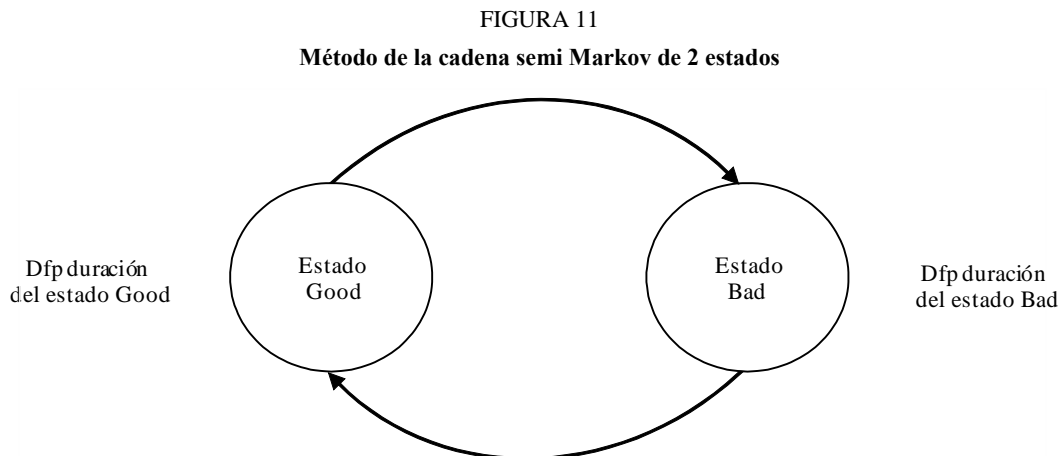 FIGURA 11
Método de la cadena semi Markov de 2 estados
Dfp duración
del estado Good
Estado
Good
Estado
Bad
Dfp duración
del estado Bad